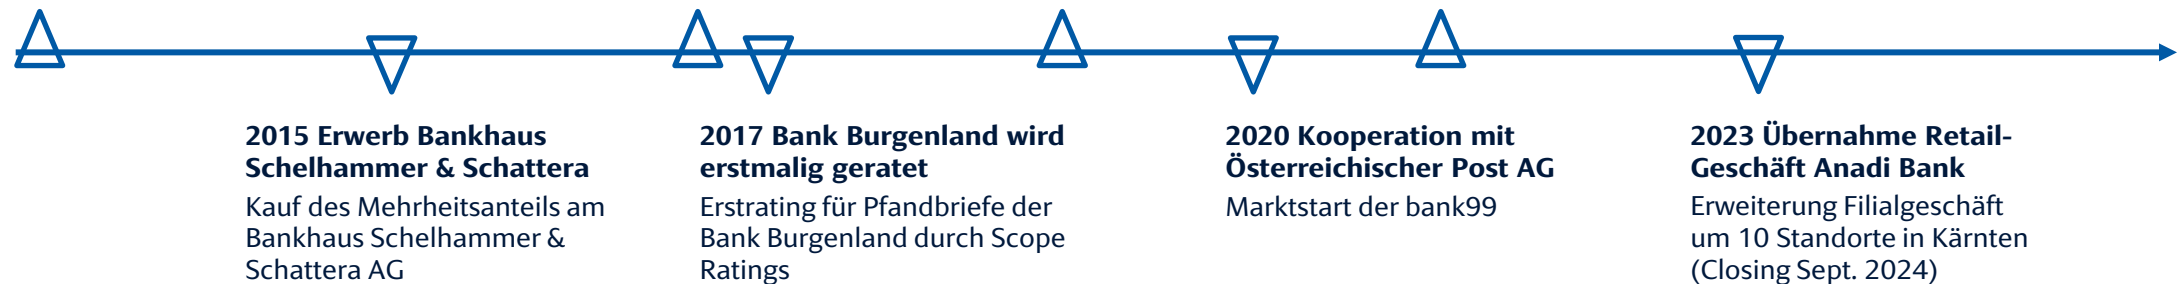 2015 Erwerb Bankhaus
Schelhammer & Schattera
Kauf des Mehrheitsanteils am
Bankhaus Schelhammer &
Schattera AG
2017 Bank Burgenland wird
erstmalig geratet
Erstrating für Pfandbriefe der
Bank Burgenland durch Scope
Ratings
2020 Kooperation mit
Österreichischer Post AG
Marktstart der bank99
2023 Übernahme Retail-
Geschäft Anadi Bank
Erweiterung Filialgeschäft
um 10 Standorte in Kärnten
(Closing Sept. 2024)